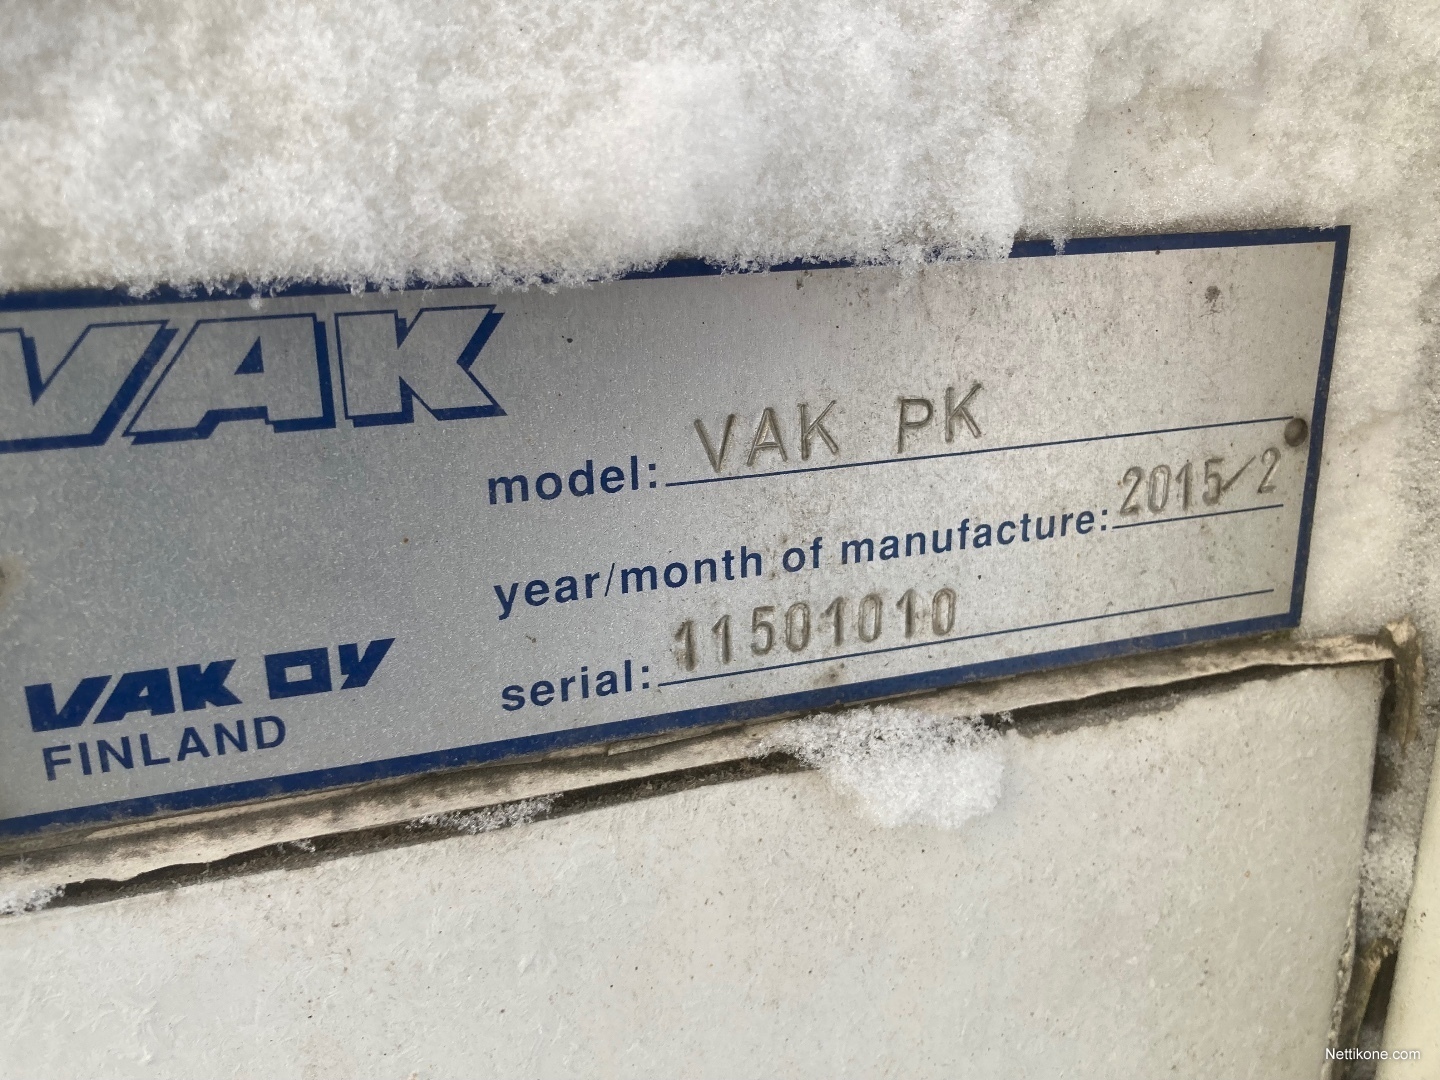 VAK
model: VAK PK
year/month of manufacture: 2015/2
serial: 11501010
VAK OY
FINLAND
Nettikone.com